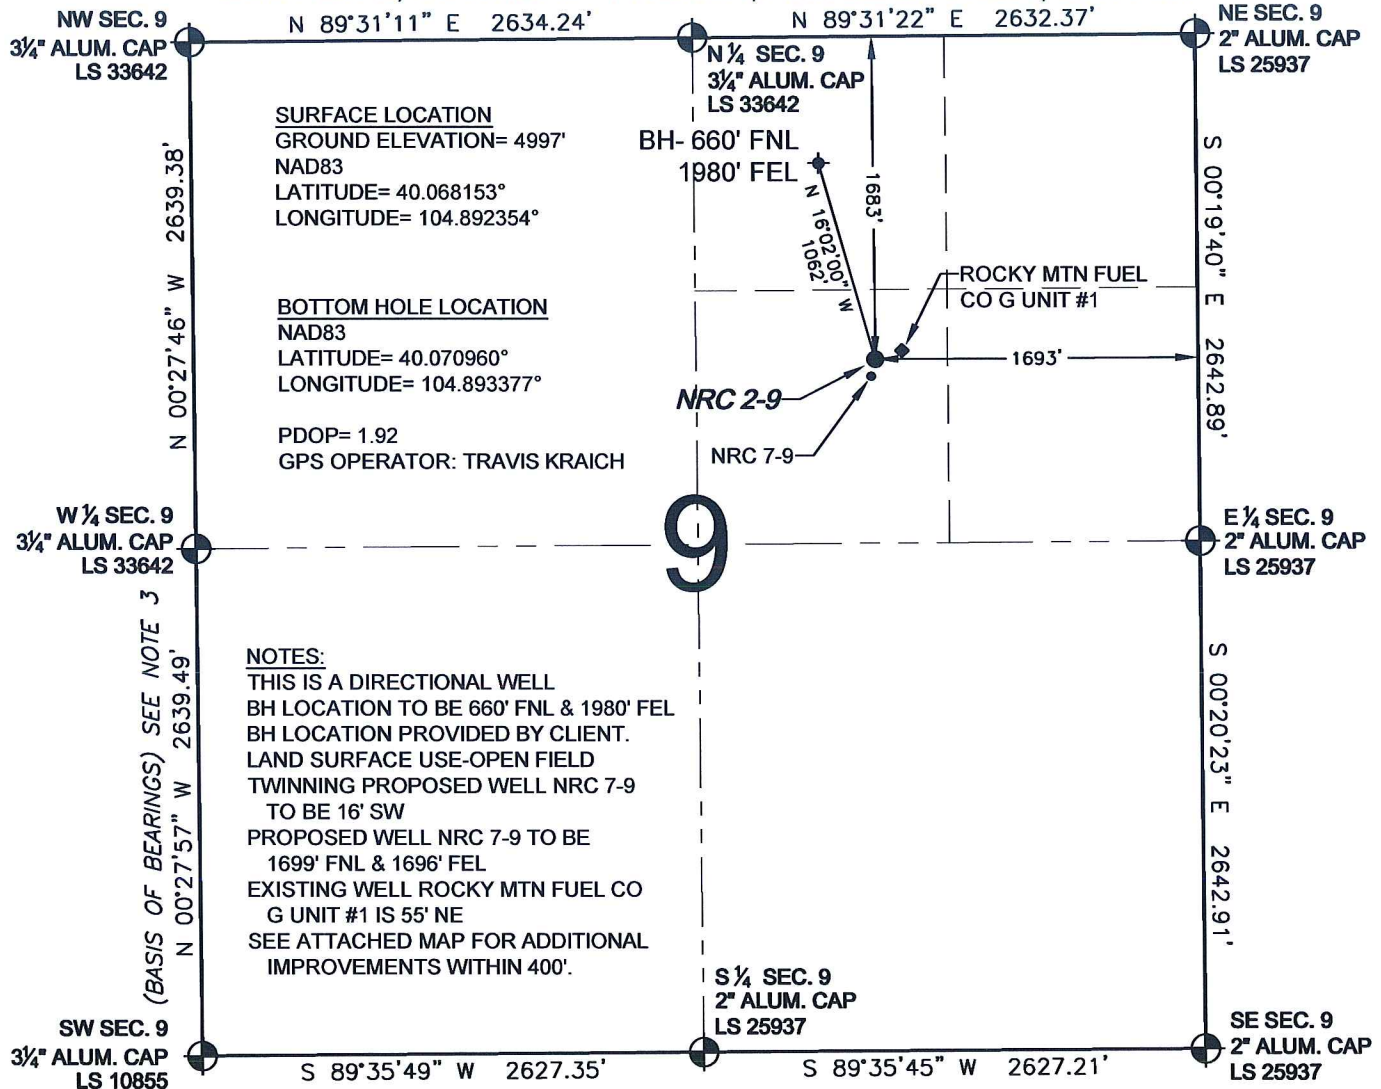 NW SEC. 9
3¼" ALUM. CAP
LS 33642
N 89°31'11" E 2634.24'
N 89°31'22" E 2632.37'
NE SEC. 9
2" ALUM. CAP
LS 25937
N ¼ SEC. 9
3¼" ALUM. CAP
LS 33642
SURFACE LOCATION
GROUND ELEVATION= 4997'
NAD83
LATITUDE= 40.068153°
LONGITUDE= 104.892354°
BH- 660' FNL
1980' FEL
1683'
N 16°02'00" W
1062'
N 00°27'46" W 2639.38'
S 00°19'40" E 2642.89'
ROCKY MTN FUEL
CO G UNIT #1
BOTTOM HOLE LOCATION
NAD83
LATITUDE= 40.070960°
LONGITUDE= 104.893377°
1693'
NRC 2-9
NRC 7-9
PDOP= 1.92
GPS OPERATOR: TRAVIS KRAICH
W ¼ SEC. 9
3¼" ALUM. CAP
LS 33642
9
E ¼ SEC. 9
2" ALUM. CAP
LS 25937
(BASIS OF BEARINGS) SEE NOTE 3
N 00°27'57" W 2639.49'
NOTES:
THIS IS A DIRECTIONAL WELL
BH LOCATION TO BE 660' FNL & 1980' FEL
BH LOCATION PROVIDED BY CLIENT.
LAND SURFACE USE-OPEN FIELD
TWINNING PROPOSED WELL NRC 7-9
TO BE 16' SW
PROPOSED WELL NRC 7-9 TO BE
1699' FNL & 1696' FEL
EXISTING WELL ROCKY MTN FUEL CO
G UNIT #1 IS 55' NE
SEE ATTACHED MAP FOR ADDITIONAL
IMPROVEMENTS WITHIN 400'.
S 00°20'23" E 2642.91'
S ¼ SEC. 9
2" ALUM. CAP
LS 25937
SW SEC. 9
3¼" ALUM. CAP
LS 10855
S 89°35'49" W 2627.35'
S 89°35'45" W 2627.21'
SE SEC. 9
2" ALUM. CAP
LS 25937